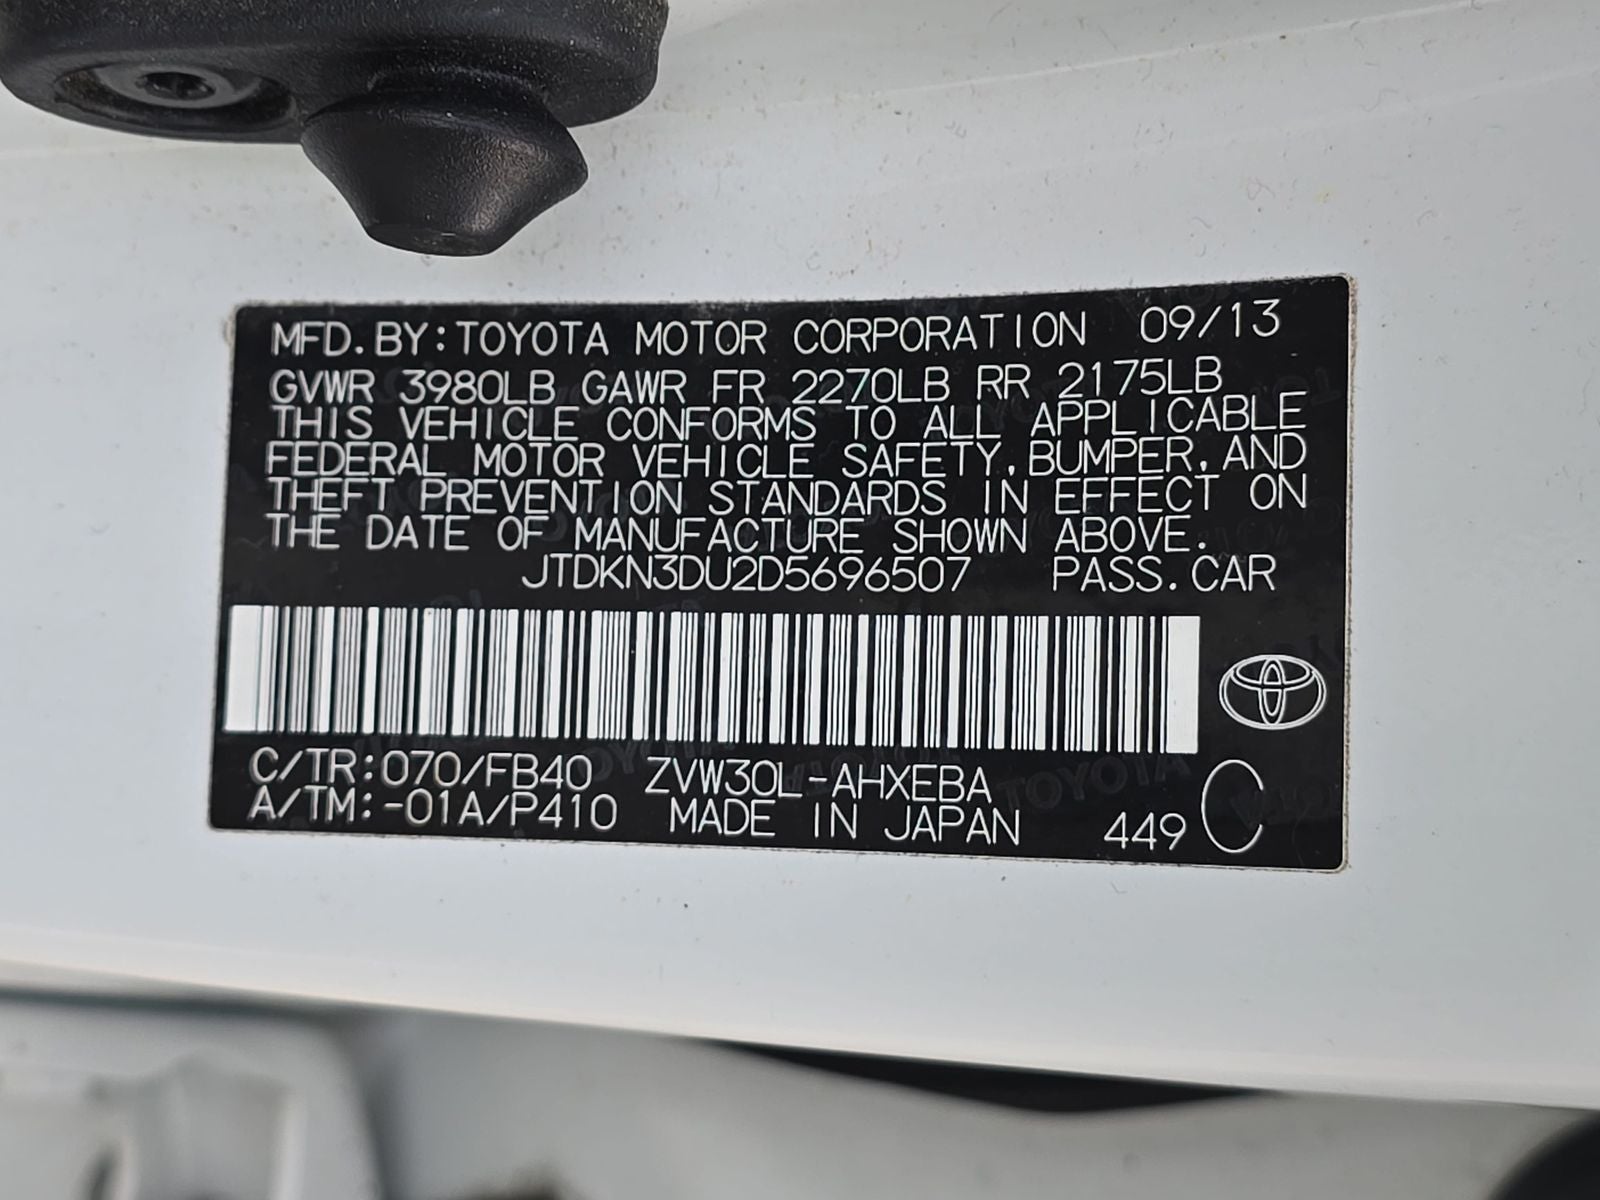 MFD.BY:TOYOTA MOTOR CORPORATION 09/13
GVWR 3980LB GAWR FR 2270LB RR 2175LB
THIS VEHICLE CONFORMS TO ALL APPLICABLE
FEDERAL MOTOR VEHICLE SAFETY,BUMPER,AND
THEFT PREVENTION STANDARDS IN EFFECT ON
THE DATE OF MANUFACTURE SHOWN ABOVE.
JTDKN3DU2D5696507 PASS.CAR
C/TR:070/FB40 ZVW30L-AHXEBA
A/TM:-01A/P410 MADE IN JAPAN 449 C